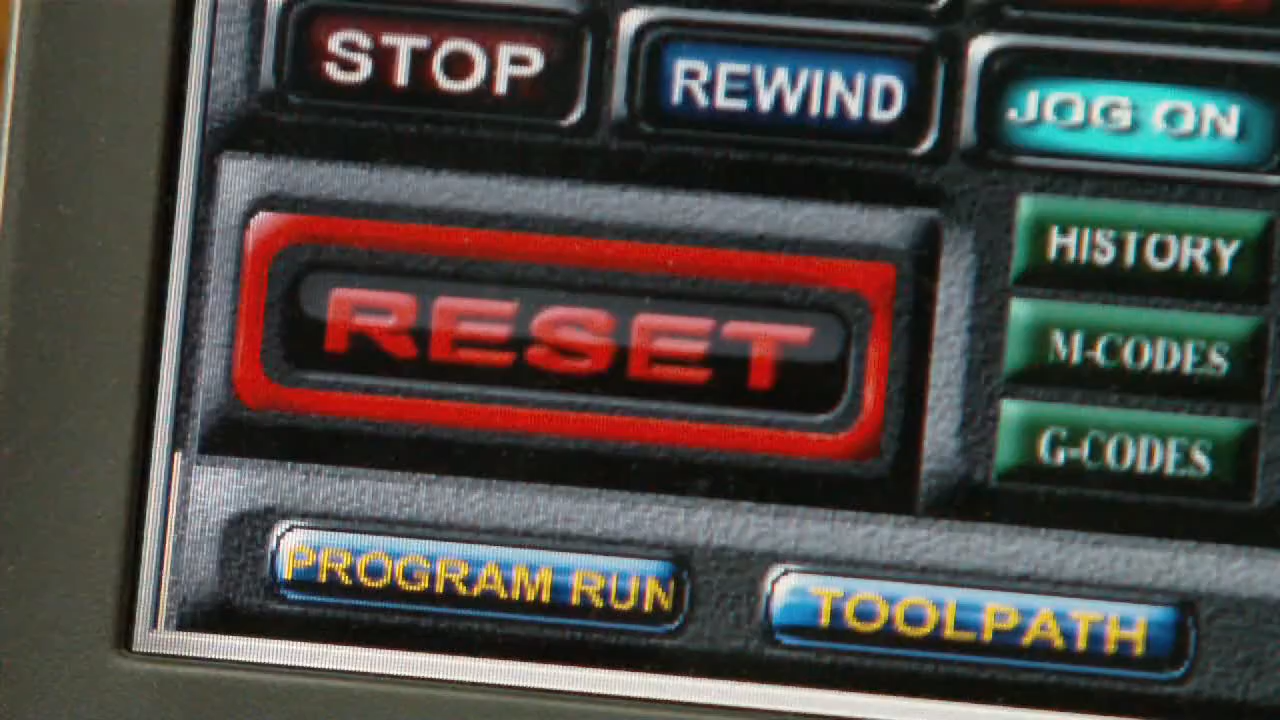 STOP
REWIND
JOG ON
RESET
HISTORY
M-CODES
G-CODES
PROGRAM RUN
TOOLPATH